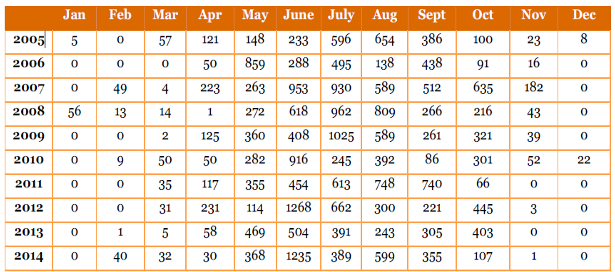 Jan Feb Mar Apr May June July Aug Sept Oct Nov Dec
2005 5 0 57 121 148 233 596 654 386 100 23 8
2006 0 0 0 50 859 288 495 138 438 91 16 0
2007 0 49 4 223 263 953 930 589 512 635 182 0
2008 56 13 14 1 272 618 962 809 266 216 43 0
2009 0 0 2 125 360 408 1025 589 261 321 39 0
2010 0 9 50 50 282 916 245 392 86 301 52 22
2011 0 0 35 117 355 454 613 748 740 66 0 0
2012 0 0 31 231 114 1268 662 300 221 445 3 0
2013 0 1 5 58 469 504 391 243 305 403 0 0
2014 0 40 32 30 368 1235 389 599 355 107 1 0